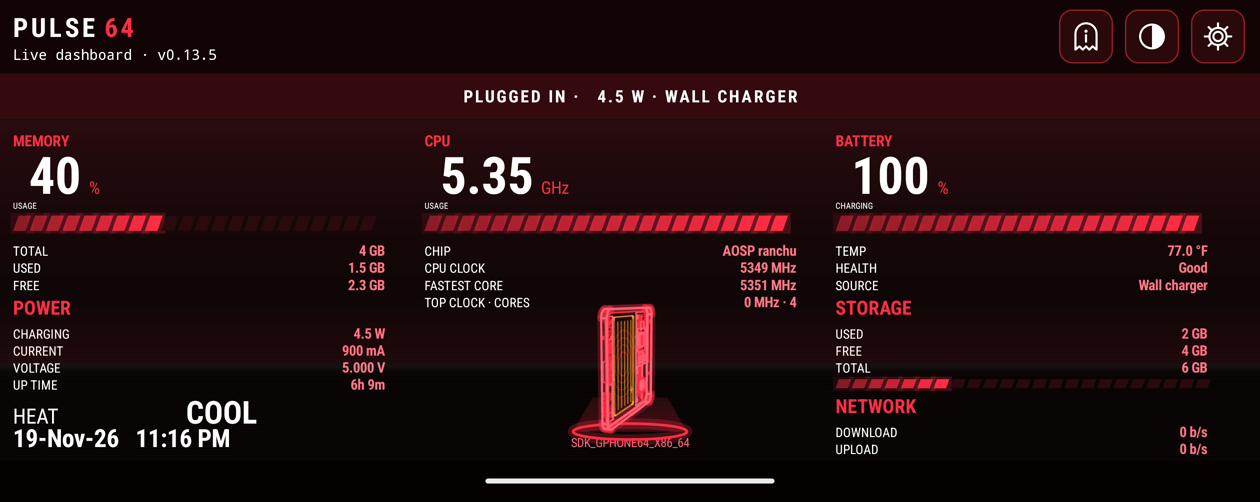 PULSE 64
Live dashboard · v0.13.5
PLUGGED IN · 4.5 W · WALL CHARGER
MEMORY
40 %
USAGE
TOTAL 4 GB
USED 1.5 GB
FREE 2.3 GB
POWER
CHARGING 4.5 W
CURRENT 900 mA
VOLTAGE 5.000 V
UP TIME 6h 9m
HEAT COOL
19-Nov-26 11:16 PM
CPU
5.35 GHz
USAGE
CHIP AOSP ranchu
CPU CLOCK 5349 MHz
FASTEST CORE 5351 MHz
TOP CLOCK · CORES 0 MHz · 4
SDK_GPHONE64_X86_64
BATTERY
100 %
CHARGING
TEMP 77.0 °F
HEALTH Good
SOURCE Wall charger
STORAGE
USED 2 GB
FREE 4 GB
TOTAL 6 GB
NETWORK
DOWNLOAD 0 b/s
UPLOAD 0 b/s